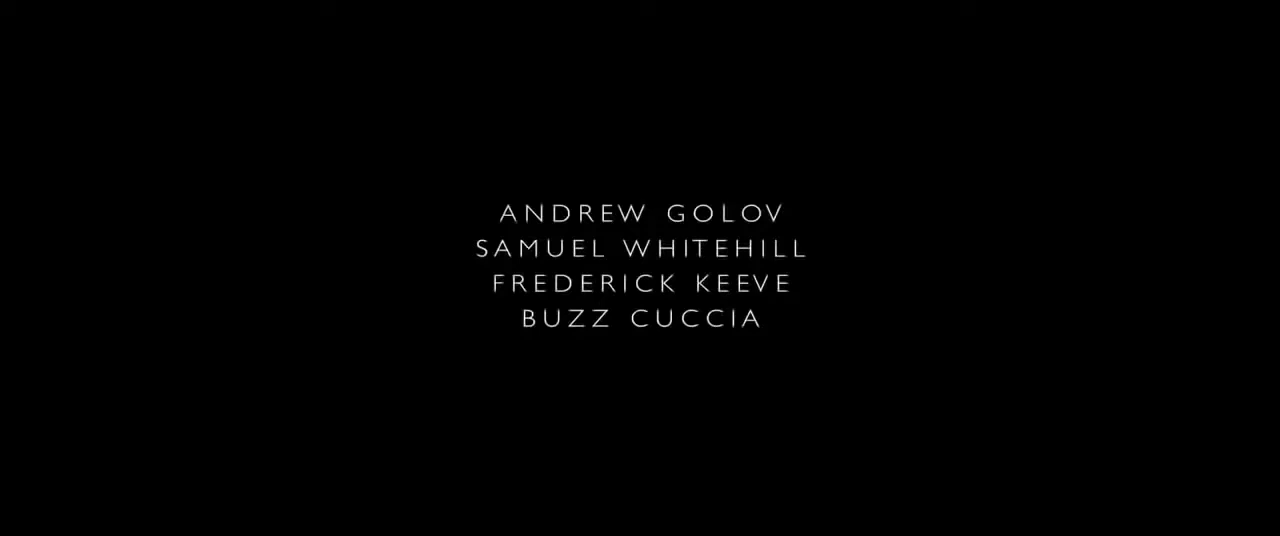 ANDREW GOLOV
SAMUEL WHITEHILL
FREDERICK KEEVE
BUZZ CUCCIA